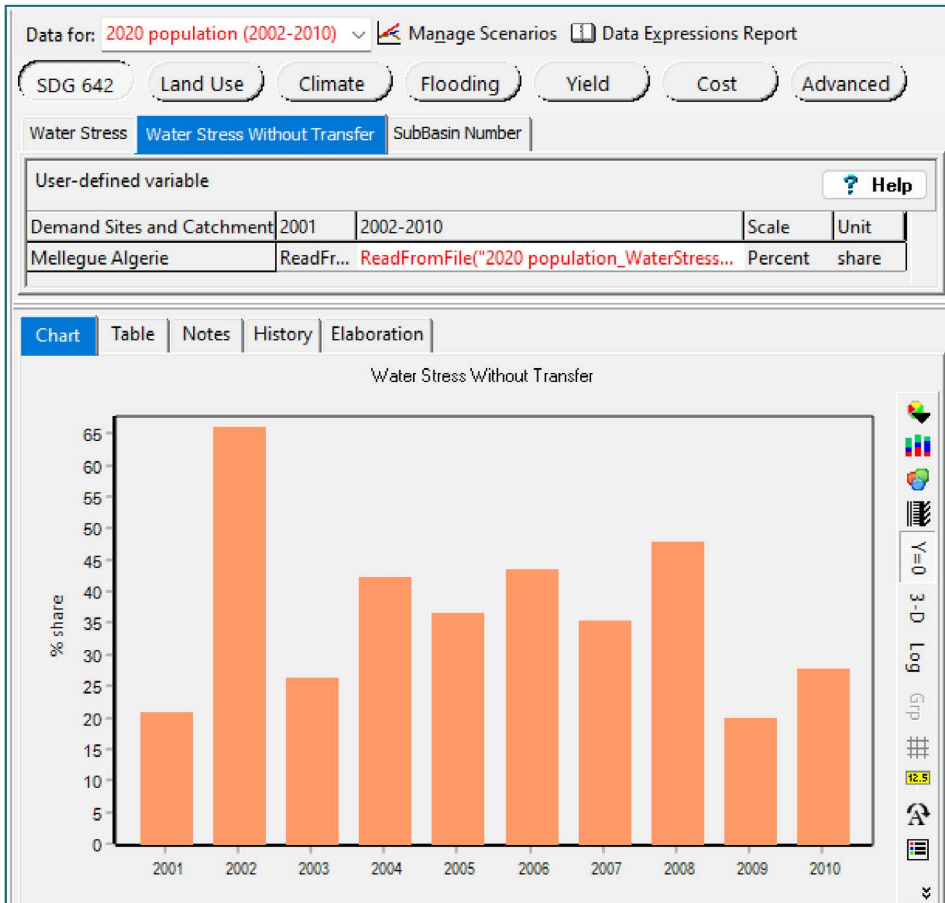 Data for: 2020 population (2002-2010) Manage Scenarios Data Expressions Report
SDG 642 Land Use Climate Flooding Yield Cost Advanced
Water Stress Water Stress Without Transfer SubBasin Number
User-defined variable ? Help
Demand Sites and Catchment 2001 2002-2010 Scale Unit
Mellegue Algerie ReadFr... ReadFromFile("2020 population_WaterStress... Percent share
Chart Table Notes History Elaboration
Water Stress Without Transfer
% share
65
60
55
50
45
40
35
30
25
20
15
10
5
0
2001 2002 2003 2004 2005 2006 2007 2008 2009 2010
Y=0
3-D
Log
Grp
12.5
A